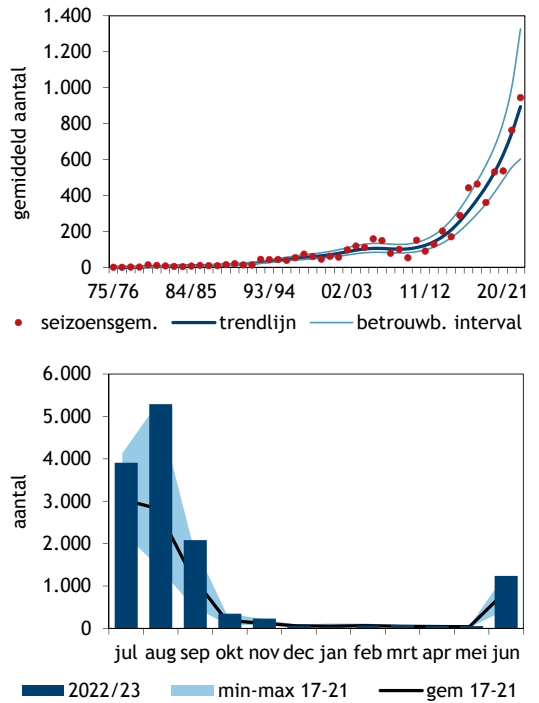 1.400
1.200
1.000
800
600
400
200
0
gemiddeld aantal
75/76 84/85 93/94 02/03 11/12 20/21
seizoensgem. trendlijn betrouwb. interval
6.000
5.000
4.000
3.000
2.000
1.000
0
aantal
jul aug sep okt nov dec jan feb mrt apr mei jun
2022/23 min-max 17-21 gem 17-21